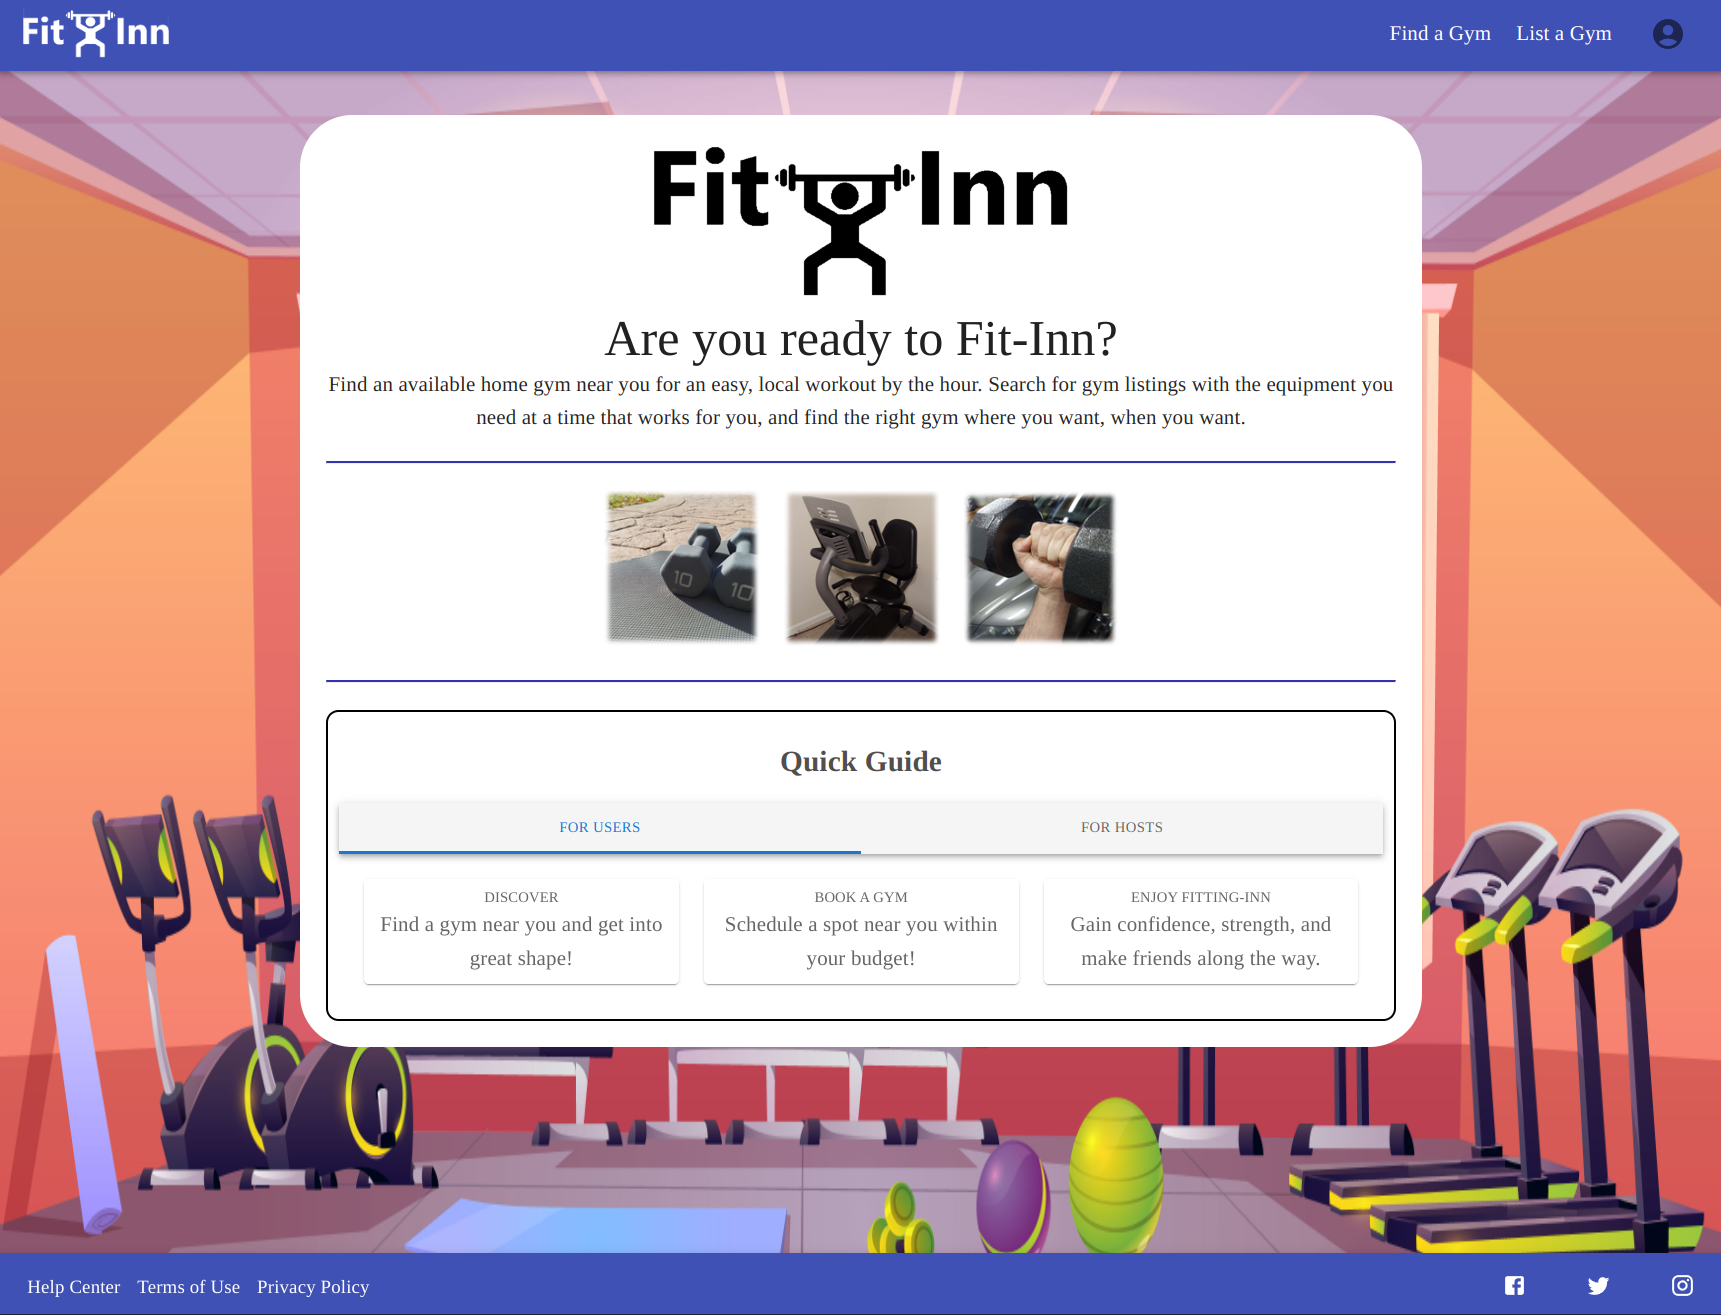 Fit Inn
Find a Gym
List a Gym
Fit Inn
Are you ready to Fit-Inn?
Find an available home gym near you for an easy, local workout by the hour. Search for gym listings with the equipment you
need at a time that works for you, and find the right gym where you want, when you want.
10
10
Quick Guide
FOR USERS
FOR HOSTS
DISCOVER
Find a gym near you and get into
great shape!
BOOK A GYM
Schedule a spot near you within
your budget!
ENJOY FITTING-INN
Gain confidence, strength, and
make friends along the way.
Help Center
Terms of Use
Privacy Policy